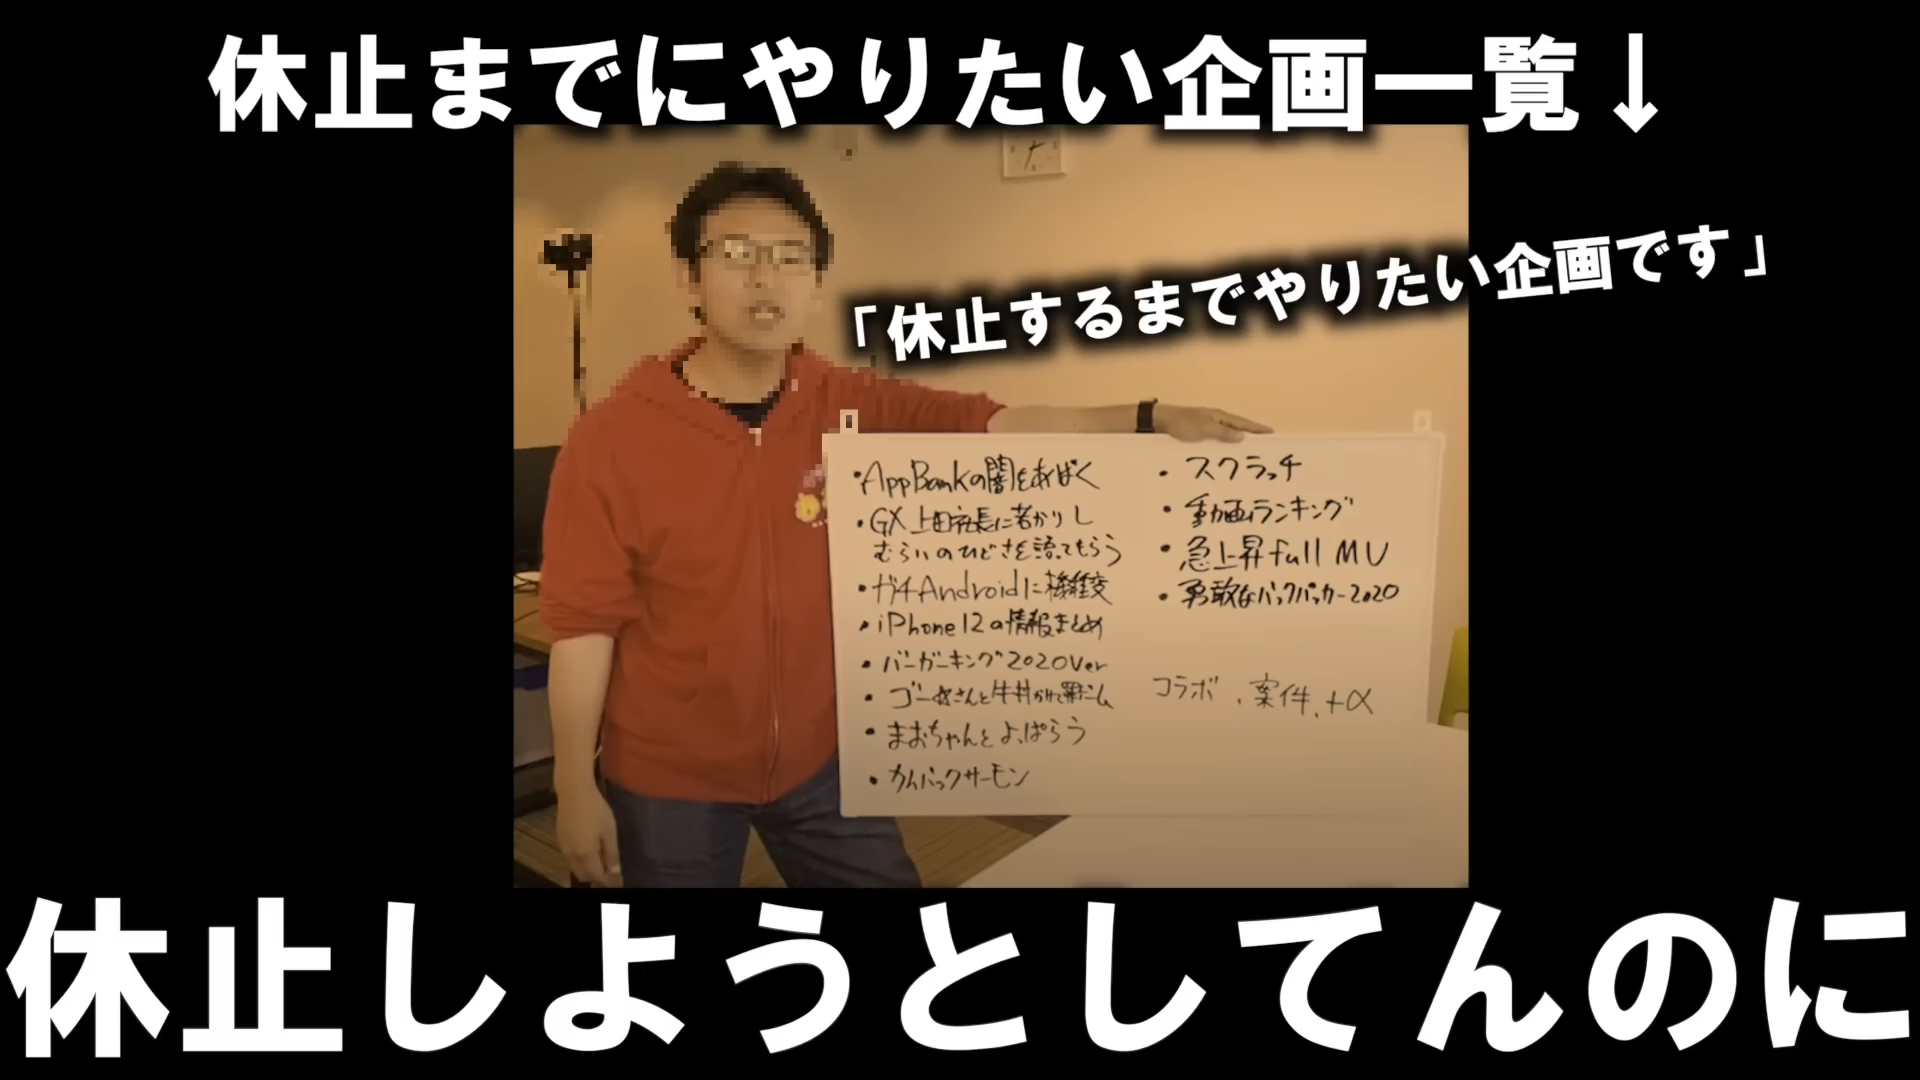 休止までにやりたい企画一覧↓
「休止するまでやりたい企画です」
・AppBankの闇をあばく
・GX上田社長に若かりし
むらいのひどさを語ってもらう
・ガチAndroidに機種変
・iPhone12の情報まとめ
・バーガーキング2020ver
・ゴー☆さんと牛丼かけて罪ゲーム
・まおちゃんとよっぱらう
・カムバックサーモン
・スクラッチ
・動画ランキング
・急上昇full MV
・勇敢なバックパッカー2020
コラボ、案件、+α
休止しようとしてんのに